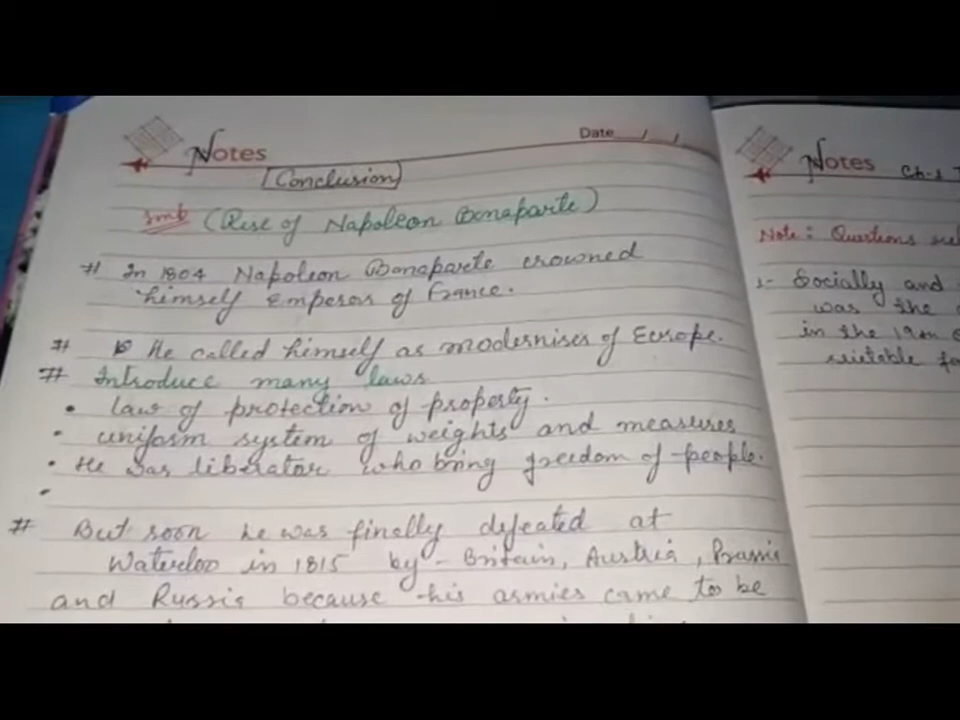 Notes
Date / /
[Conclusion]
Imp (Rise of Napoleon Bonaparte)
# In 1804 Napoleon Bonaparte crowned
himself emperor of France.
# He called himself as moderniser of Europe.
# Introduce many laws
• law of protection of property.
• uniform system of weights and measures
• He was liberator who bring freedom of people.
•
# But soon he was finally defeated at
Waterloo in 1815 by - Britain, Austria, Prussia
and Russia because his armies came to be
Notes Ch-1
Note: Questions
1- Socially and
was the
in the 19th
suitable